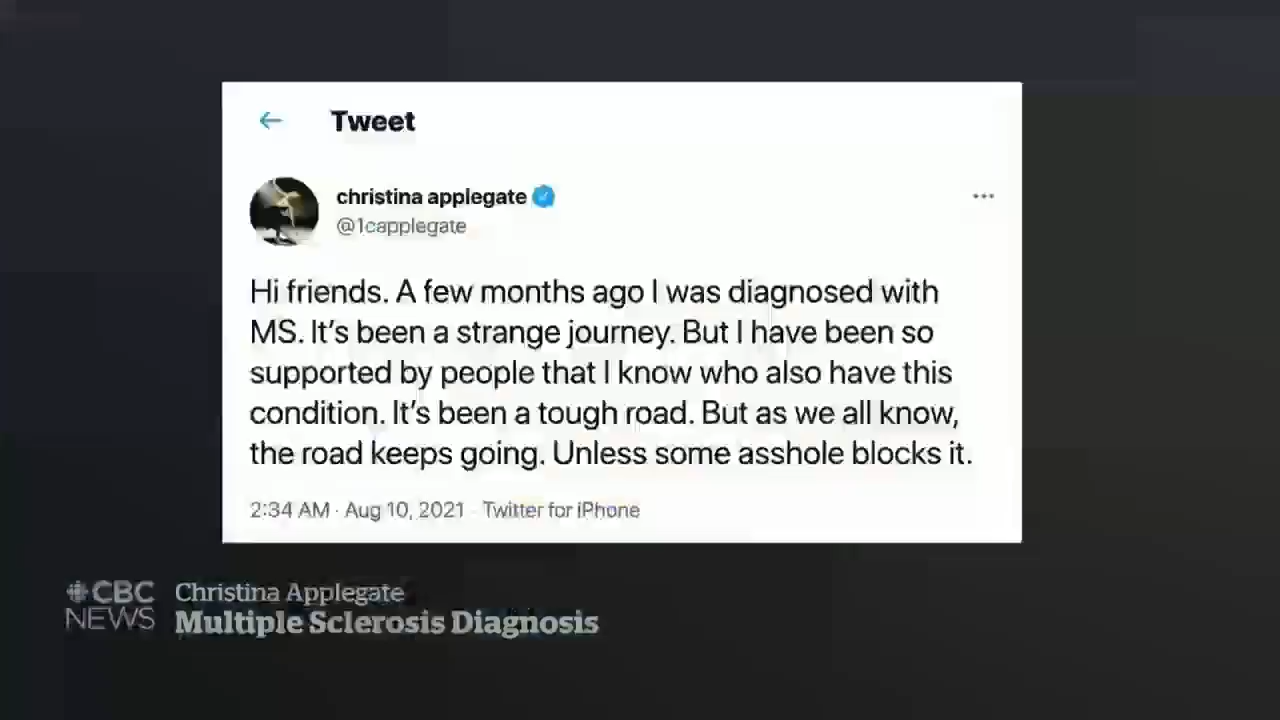 Tweet
christina applegate
@1capplegate
Hi friends. A few months ago I was diagnosed with
MS. It's been a strange journey. But I have been so
supported by people that I know who also have this
condition. It's been a tough road. But as we all know,
the road keeps going. Unless some asshole blocks it.
2:34 AM · Aug 10, 2021 · Twitter for iPhone
CBC
NEWS
Christina Applegate
Multiple Sclerosis Diagnosis